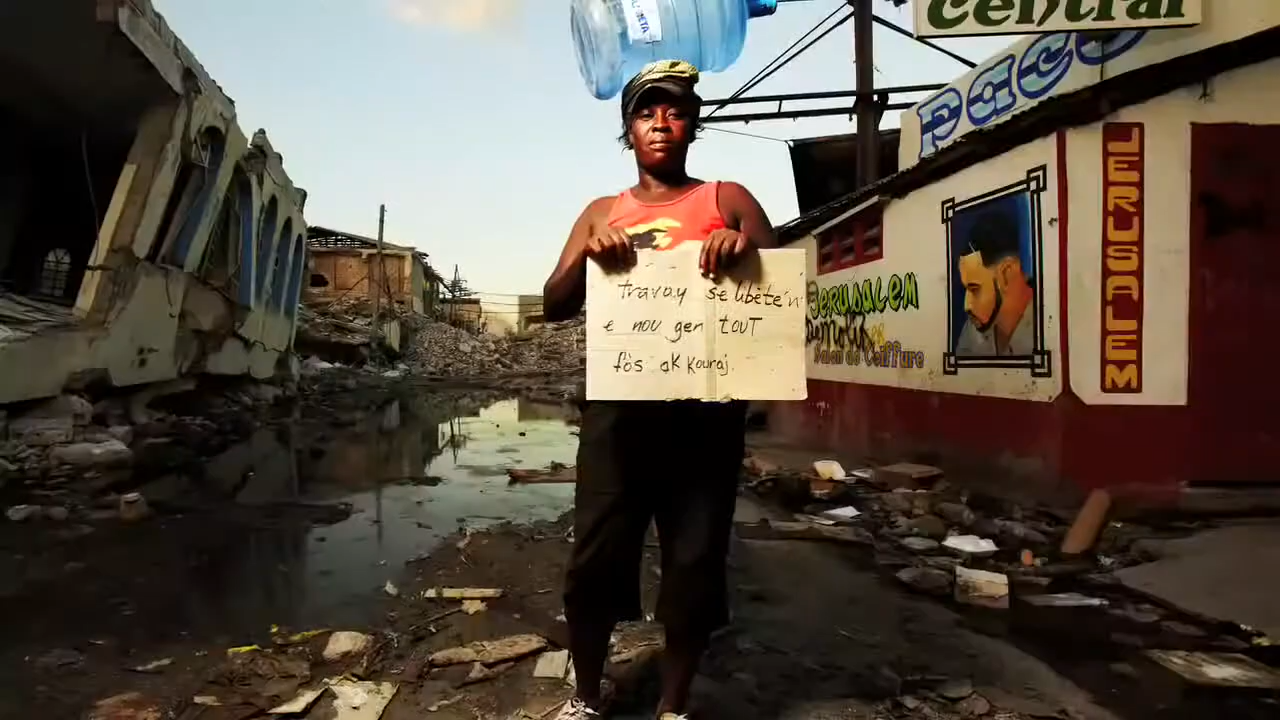 central
Paco
JERUSALEM
JERUSALEM
Salon de Coiffure
travay se libète'n
e nou gen TOUT
fòs ak kouraj.